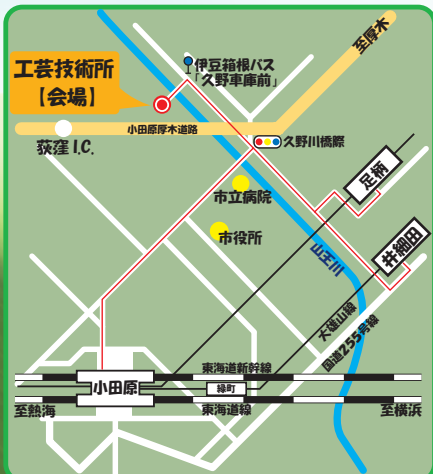 工芸技術所
【会場】
伊豆箱根バス
「久野車庫前」
至厚木
小田原厚木道路
荻窪 I.C.
久野川橋際
足柄
市立病院
市役所
山王川
井細田
大雄山線
国道255号線
東海道新幹線
小田原
緑町
至熱海
東海道線
至横浜